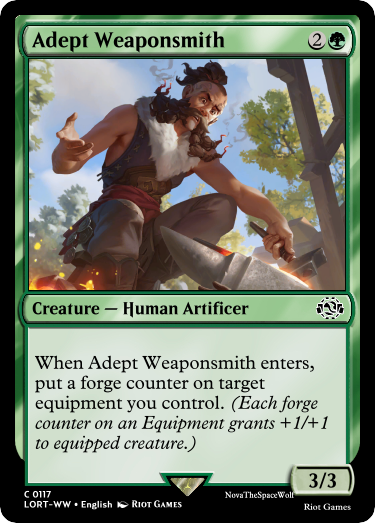 Adept Weaponsmith 2
Creature — Human Artificer
When Adept Weaponsmith enters,
put a forge counter on target
equipment you control. (Each forge
counter on an Equipment grants +1/+1
to equipped creature.)
3/3
C 0117
LORT-WW • English Riot Games
NovaTheSpaceWolf
Riot Games